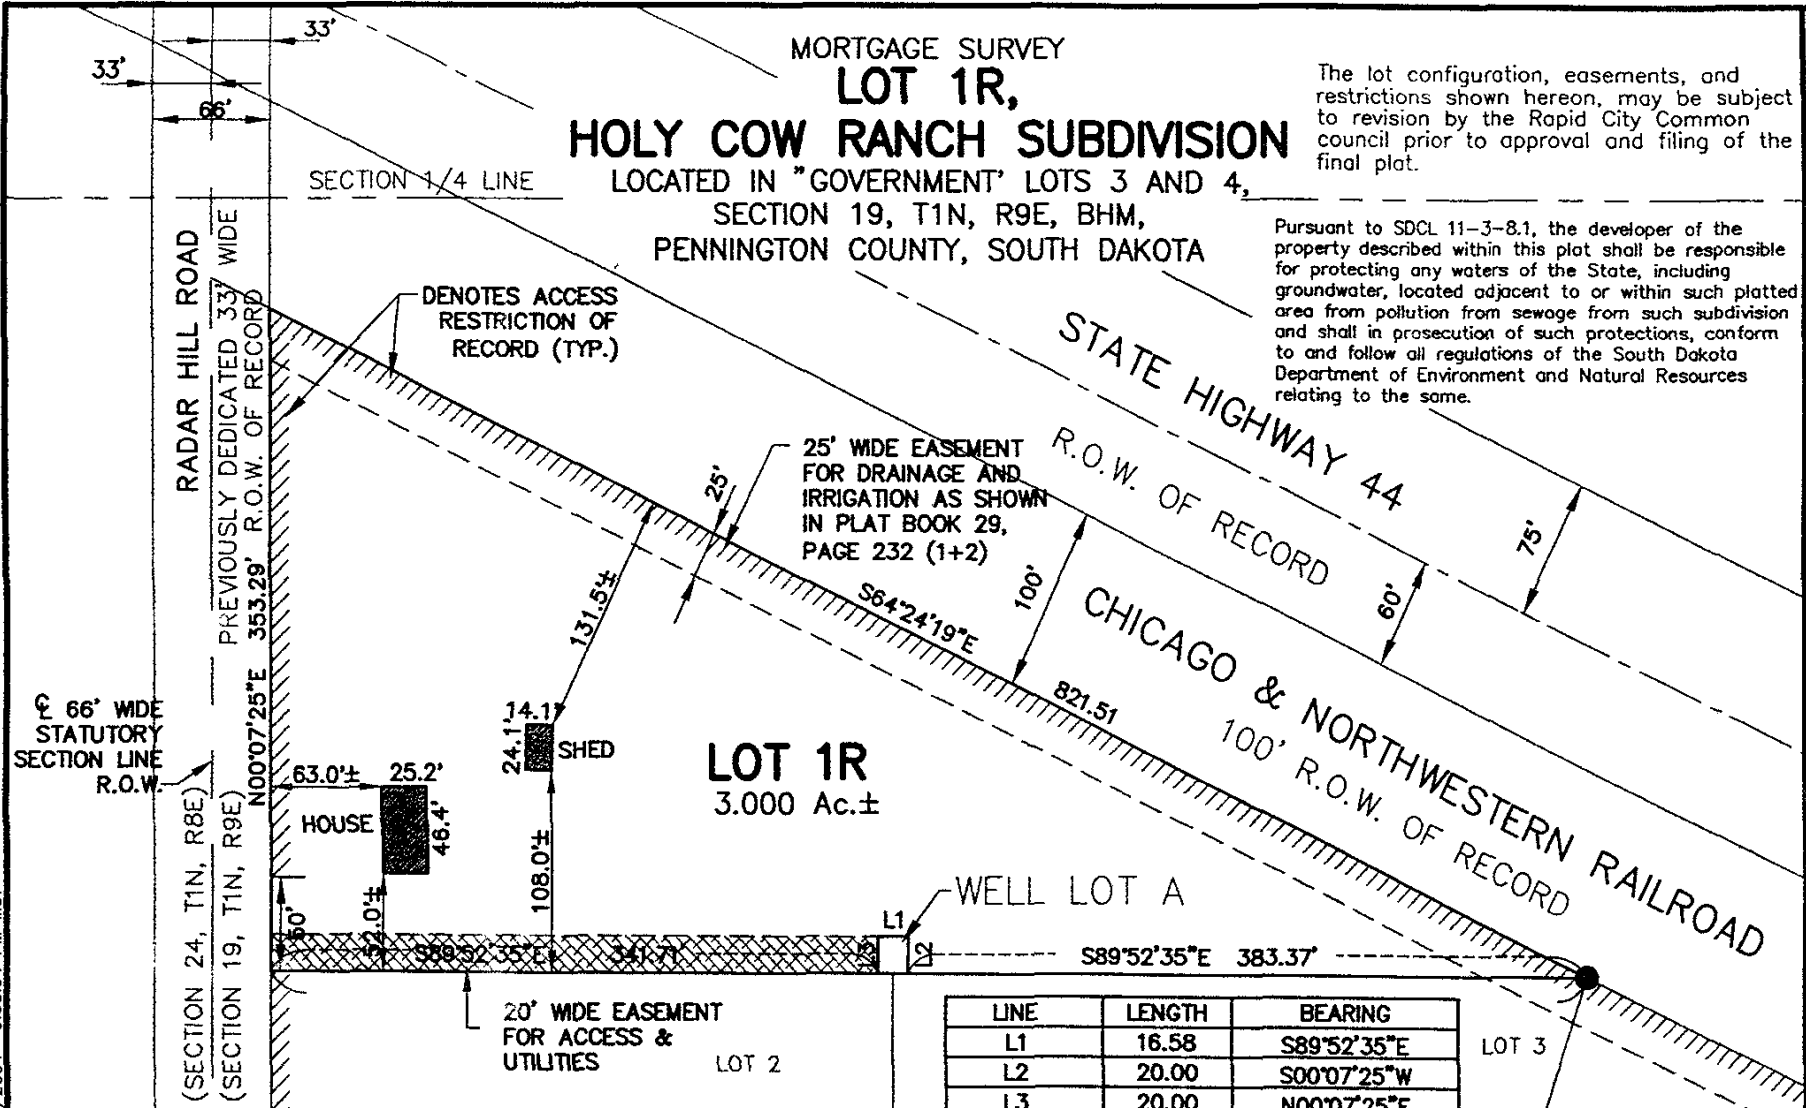 MORTGAGE SURVEY
LOT 1R,
HOLY COW RANCH SUBDIVISION
LOCATED IN "GOVERNMENT' LOTS 3 AND 4,
SECTION 19, T1N, R9E, BHM,
PENNINGTON COUNTY, SOUTH DAKOTA
The lot configuration, easements, and
restrictions shown hereon, may be subject
to revision by the Rapid City Common
council prior to approval and filing of the
final plat.
Pursuant to SDCL 11-3-8.1, the developer of the
property described within this plat shall be responsible
for protecting any waters of the State, including
groundwater, located adjacent to or within such platted
area from pollution from sewage from such subdivision
and shall in prosecution of such protections, conform
to and follow all regulations of the South Dakota
Department of Environment and Natural Resources
relating to the same.
33'
33'
66'
SECTION 1/4 LINE
RADAR HILL ROAD
PREVIOUSLY DEDICATED 33' WIDE
R.O.W. OF RECORD
N00°07'25"E 353.29'
DENOTES ACCESS
RESTRICTION OF
RECORD (TYP.)
25' WIDE EASEMENT
FOR DRAINAGE AND
IRRIGATION AS SHOWN
IN PLAT BOOK 29,
PAGE 232 (1+2)
25'
STATE HIGHWAY 44
R.O.W. OF RECORD
75'
60'
100'
CHICAGO & NORTHWESTERN RAILROAD
100' R.O.W. OF RECORD
S64°24'19"E
821.51
131.5'±
℄ 66' WIDE
STATUTORY
SECTION LINE
R.O.W.
14.1'
24.1'
SHED
LOT 1R
3.000 Ac.±
63.0'±
25.2'
HOUSE
46.4'
108.0'±
(SECTION 24, T1N, R8E)
(SECTION 19, T1N, R9E)
WELL LOT A
L1
L2
L3
S89°52'35"E 341.71'
S89°52'35"E 383.37'
20' WIDE EASEMENT
FOR ACCESS &
UTILITIES
LOT 2
LOT 3
LINE LENGTH BEARING
L1 16.58 S89°52'35"E
L2 20.00 S00°07'25"W
L3 20.00 N00°07'25"E